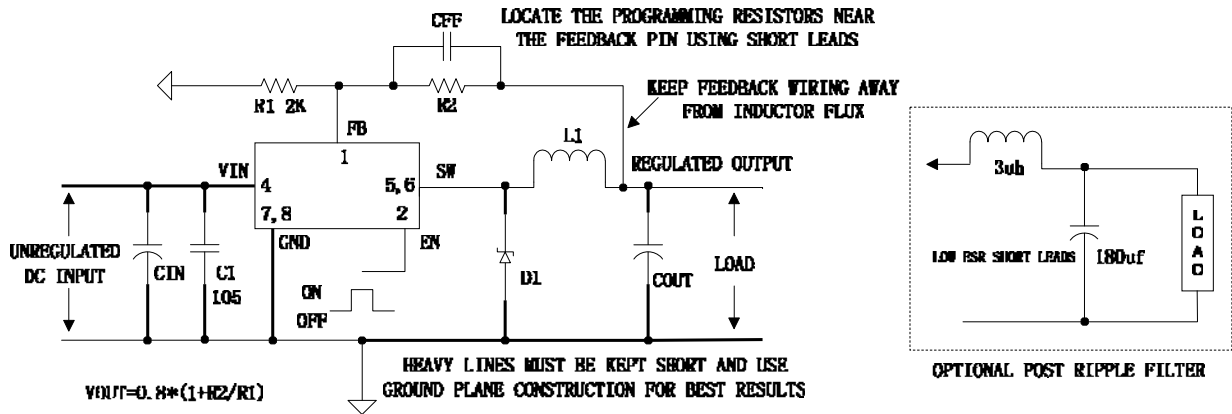 CFF
LOCATE THE PROGRAMMING RESISTORS NEAR
THE FEEDBACK PIN USING SHORT LEADS
R1 2K
R2
KEEP FEEDBACK WIRING AWAY
FROM INDUCTOR FLUX
FB
1
L1
VIN
4
5,6
SW
REGULATED OUTPUT
7,8
2
GND
EN
UNREGULATED
DC INPUT
CIN
C1
105
ON
OFF
D1
COUT
LOAD
HEAVY LINES MUST BE KEPT SHORT AND USE
GROUND PLANE CONSTRUCTION FOR BEST RESULTS
VOUT=0.8*(1+R2/R1)
3uh
LOW ESR SHORT LEADS
180uf
LOAD
OPTIONAL POST RIPPLE FILTER